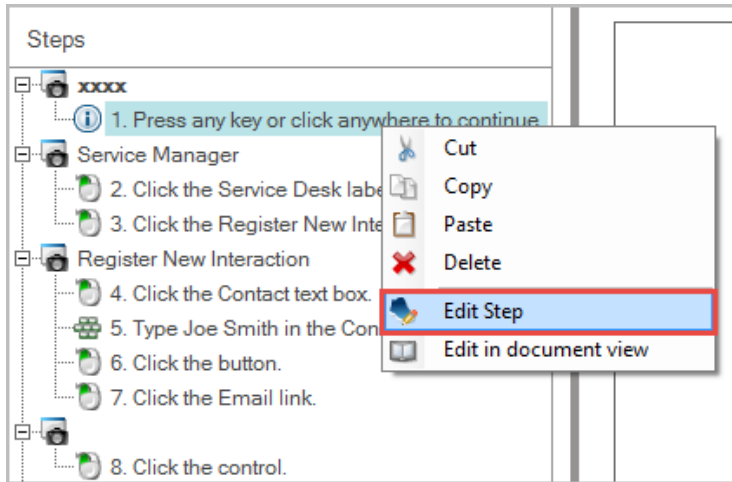 Steps
xxxx
1. Press any key or click anywhere to continue
Service Manager
2. Click the Service Desk labe
3. Click the Register New Inte
Register New Interaction
4. Click the Contact text box.
5. Type Joe Smith in the Con
6. Click the button.
7. Click the Email link.
8. Click the control.
Cut
Copy
Paste
Delete
Edit Step
Edit in document view